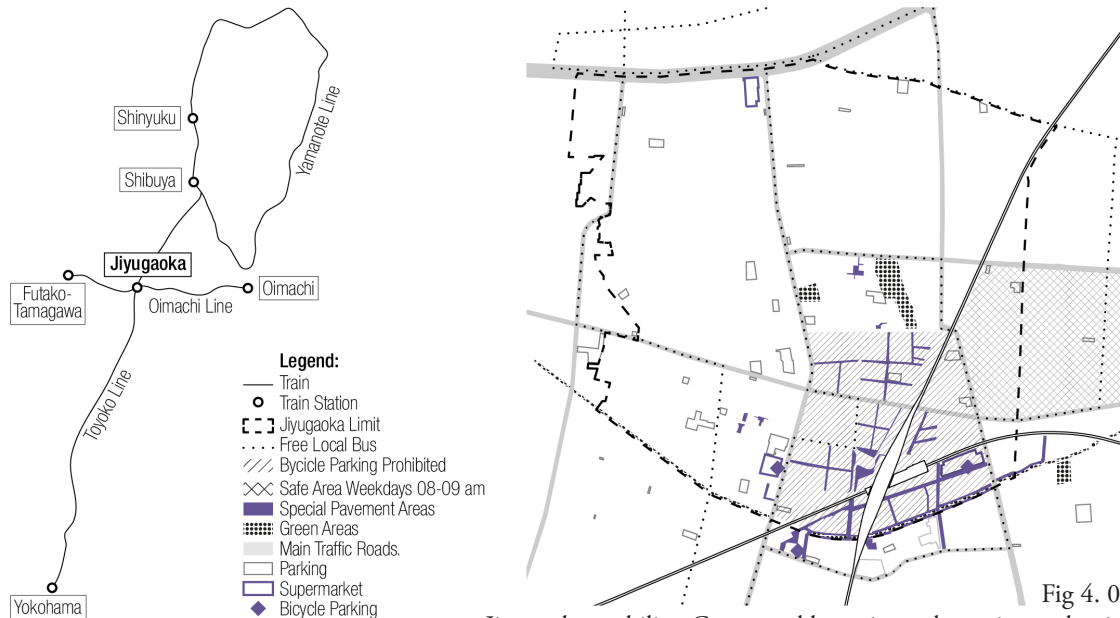 Shinyuku
Yamanote Line
Shibuya
Jiyugaoka
Futako-
Tamagawa
Oimachi Line
Oimachi
Toyoko Line
Yokohama
Legend:
Train
Train Station
Jiyugaoka Limit
Free Local Bus
Bycicle Parking Prohibited
Safe Area Weekdays 08-09 am
Special Pavement Areas
Green Areas
Main Traffic Roads.
Parking
Supermarket
Bicycle Parking
Fig 4. 0